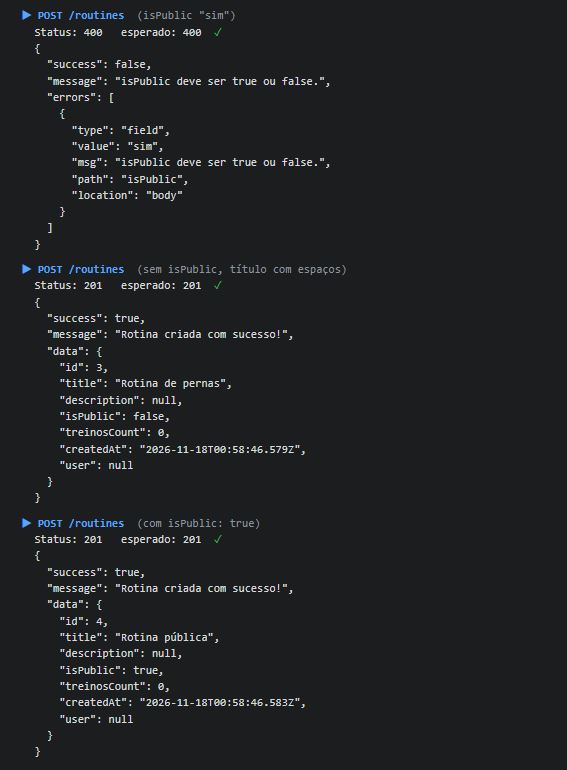 ▶ POST /routines (isPublic "sim")
Status: 400 esperado: 400 ✓
{
"success": false,
"message": "isPublic deve ser true ou false.",
"errors": [
{
"type": "field",
"value": "sim",
"msg": "isPublic deve ser true ou false.",
"path": "isPublic",
"location": "body"
}
]
}
▶ POST /routines (sem isPublic, título com espaços)
Status: 201 esperado: 201 ✓
{
"success": true,
"message": "Rotina criada com sucesso!",
"data": {
"id": 3,
"title": "Rotina de pernas",
"description": null,
"isPublic": false,
"treinosCount": 0,
"createdAt": "2026-11-18T00:58:46.579Z",
"user": null
}
}
▶ POST /routines (com isPublic: true)
Status: 201 esperado: 201 ✓
{
"success": true,
"message": "Rotina criada com sucesso!",
"data": {
"id": 4,
"title": "Rotina pública",
"description": null,
"isPublic": true,
"treinosCount": 0,
"createdAt": "2026-11-18T00:58:46.583Z",
"user": null
}
}